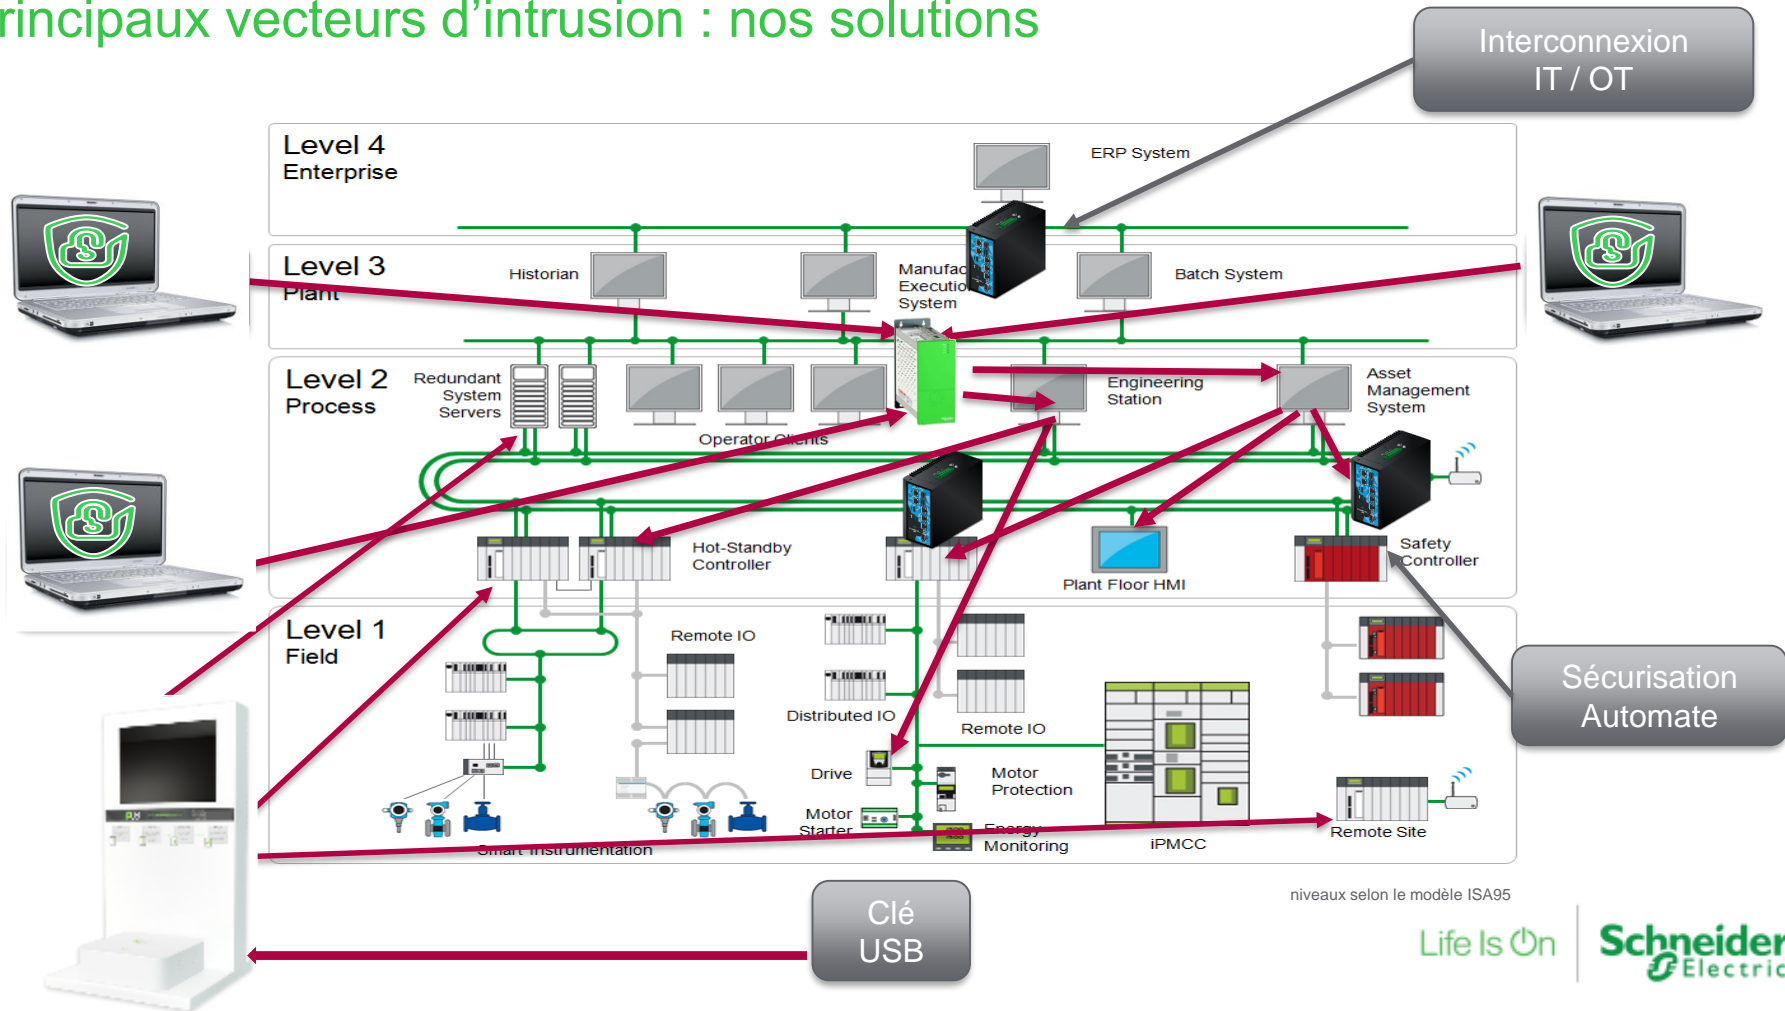 rincipaux vecteurs d'intrusion : nos solutions
Interconnexion
IT / OT
Level 4
Enterprise
ERP System
Level 3
Plant
Historian
Manufac
Executio
System
Batch System
Level 2
Process
Redundant
System
Servers
Operator Clients
Engineering
Station
Asset
Management
System
Hot-Standby
Controller
Plant Floor HMI
Safety
Controller
Level 1
Field
Remote IO
Distributed IO
Remote IO
Drive
Motor
Protection
Motor
Starter
Energy
Monitoring
Smart Instrumentation
iPMCC
Remote Site
Sécurisation
Automate
Clé
USB
niveaux selon le modèle ISA95
Life Is On
Schneider
Electric